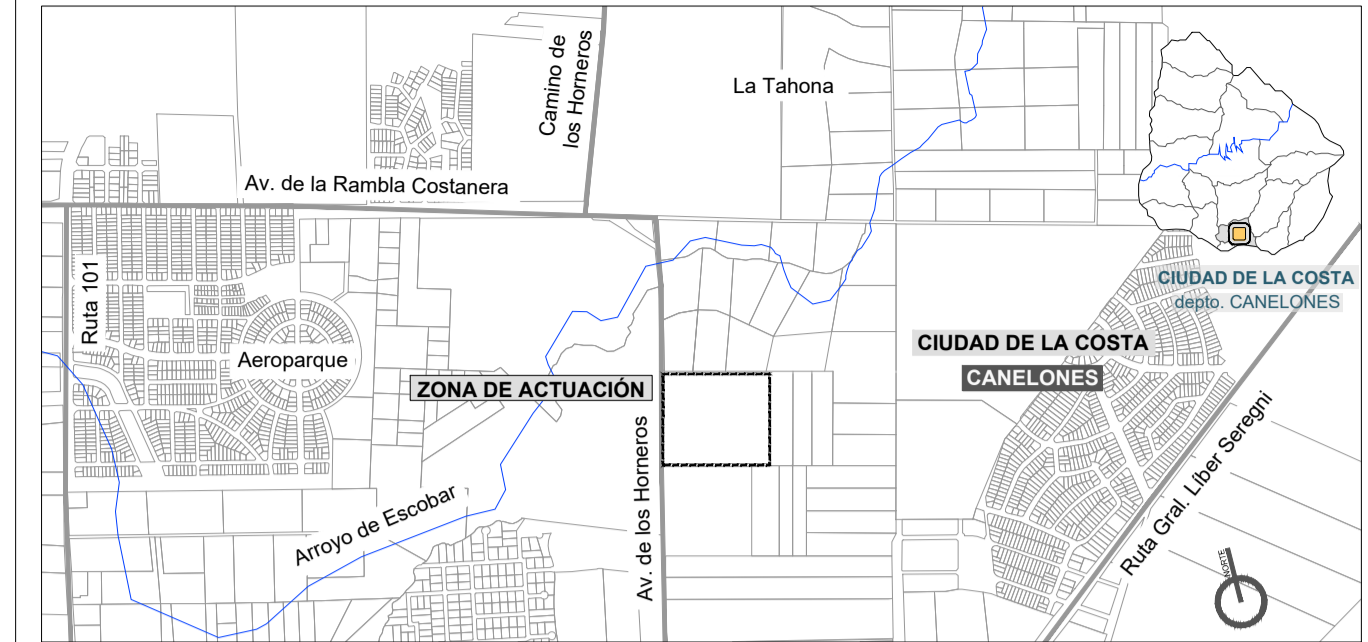 Camino de
los Horneros
La Tahona
Av. de la Rambla Costanera
Ruta 101
Aeroparque
ZONA DE ACTUACIÓN
Av. de los Horneros
Arroyo de Escobar
CIUDAD DE LA COSTA
depto. CANELONES
CIUDAD DE LA COSTA
CANELONES
Ruta Gral. Líber Seregni
NORTE